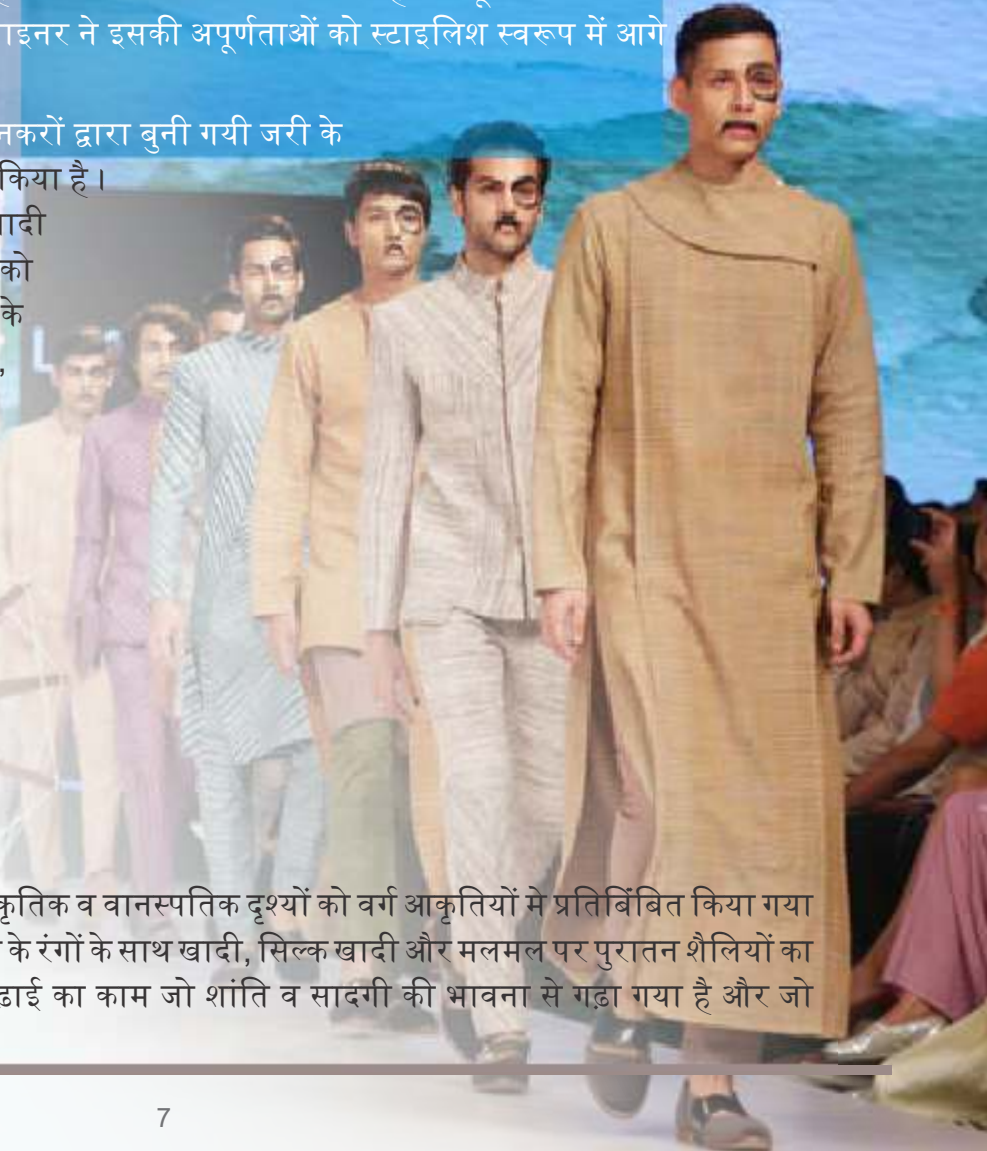 ाइनर ने इसकी अपूर्णताओं को स्टाइलिश स्वरूप में आगे
नकरों द्वारा बुनी गयी जरी के
किया है।
ादी
को
के
,
कृतिक व वानस्पतिक दृश्यों को वर्ग आकृतियों मे प्रतिबिंबित किया गया
के रंगों के साथ खादी, सिल्क खादी और मलमल पर पुरातन शैलियों का
ढ़ाई का काम जो शांति व सादगी की भावना से गढ़ा गया है और जो
7